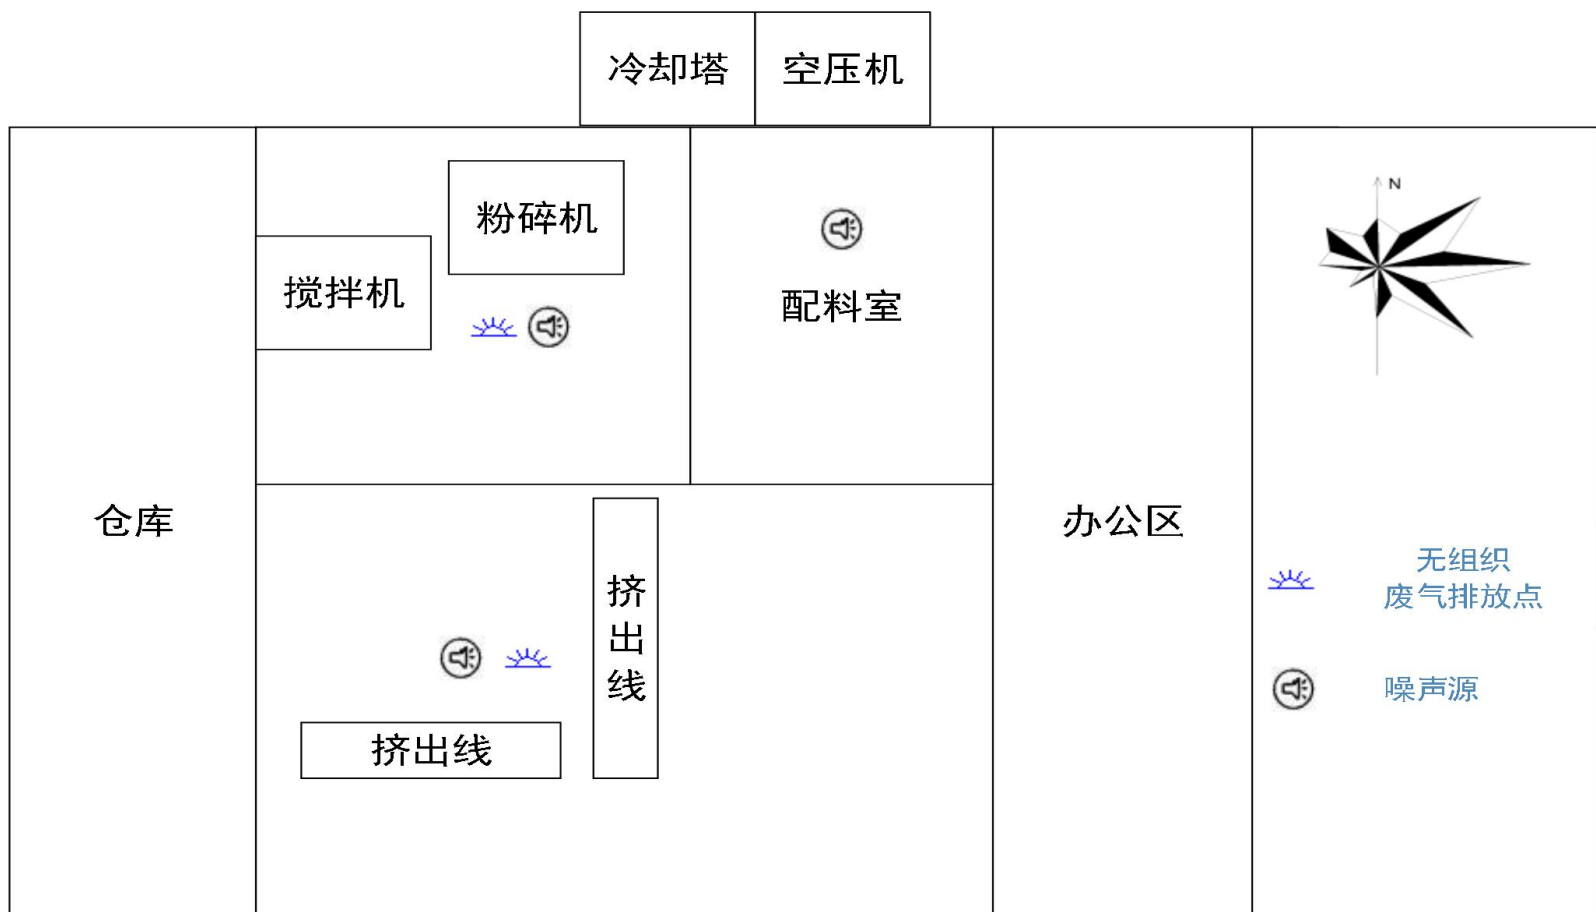 冷却塔
空压机
粉碎机
搅拌机
配料室
N
仓库
办公区
挤
出
线
挤出线
无组织
废气排放点
噪声源